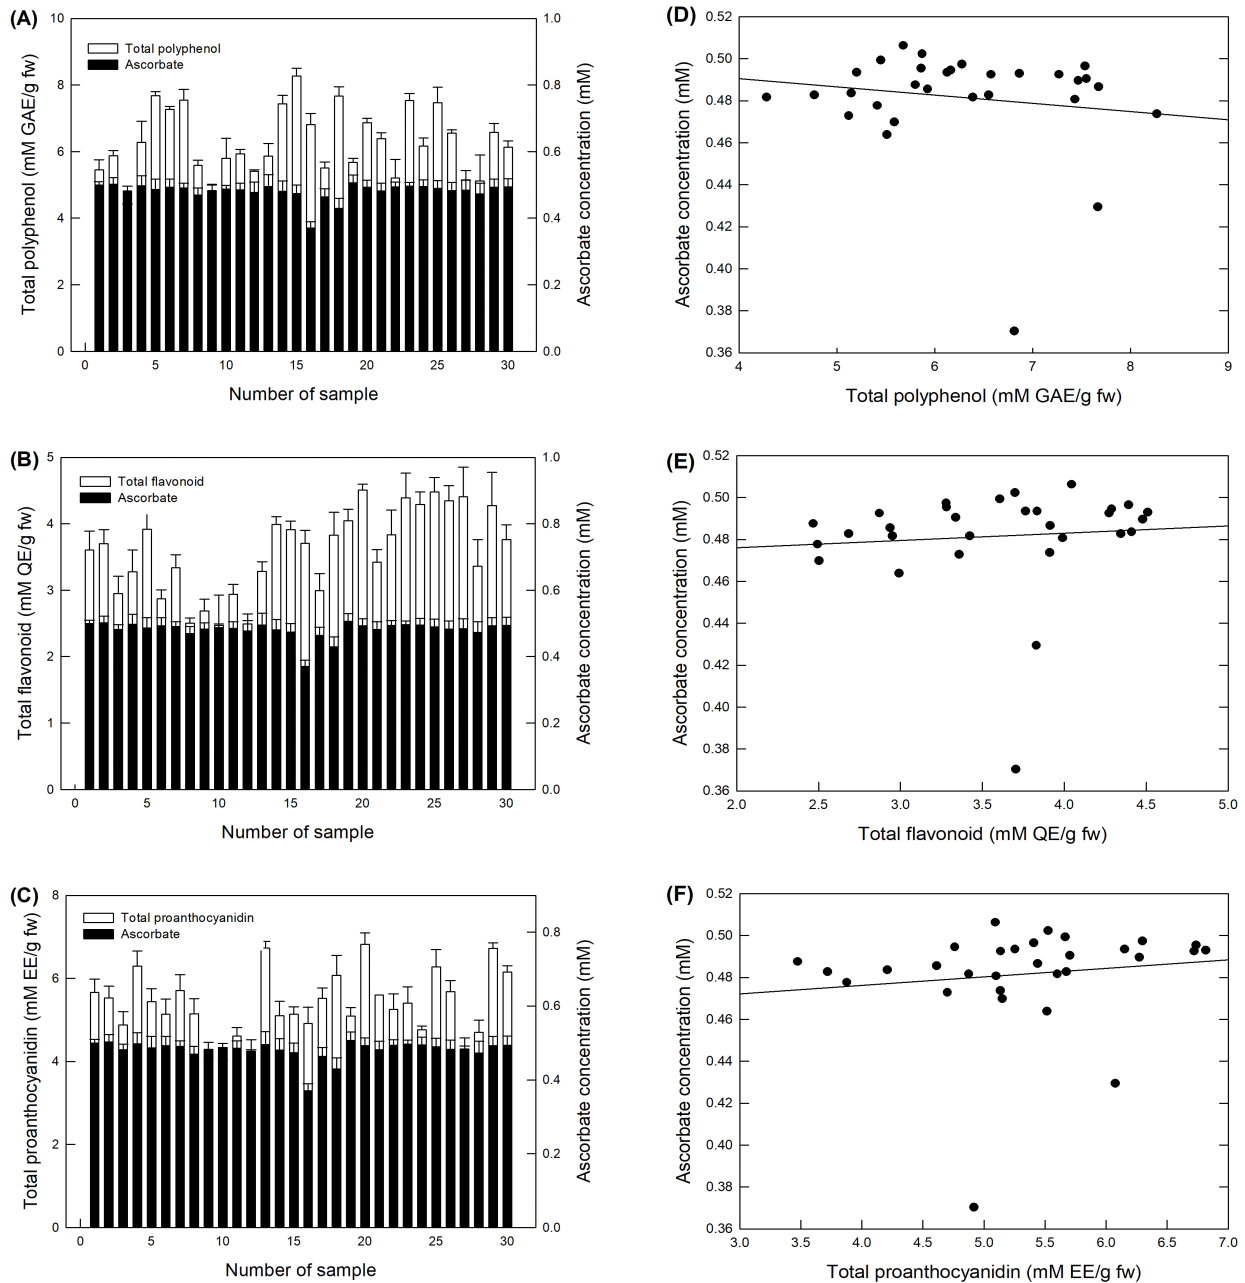 (A)
10
8
6
4
2
0
Total polyphenol (mM GAE/g fw)
Total polyphenol
Ascorbate
1.0
0.8
0.6
0.4
0.2
0.0
Ascorbate concentration (mM)
0 5 10 15 20 25 30
Number of sample
(D)
0.52
0.50
0.48
0.46
0.44
0.42
0.40
0.38
0.36
Ascorbate concentration (mM)
4 5 6 7 8 9
Total polyphenol (mM GAE/g fw)
(B)
5
4
3
2
1
0
Total flavonoid (mM QE/g fw)
Total flavonoid
Ascorbate
1.0
0.8
0.6
0.4
0.2
0.0
Ascorbate concentration (mM)
0 5 10 15 20 25 30
Number of sample
(E)
0.52
0.50
0.48
0.46
0.44
0.42
0.40
0.38
0.36
Ascorbate concentration (mM)
2.0 2.5 3.0 3.5 4.0 4.5 5.0
Total flavonoid (mM QE/g fw)
(C)
8
6
4
2
0
Total proanthocyanidin (mM EE/g fw)
Total proanthocyanidin
Ascorbate
0.8
0.6
0.4
0.2
0.0
Ascorbate concentration (mM)
0 5 10 15 20 25 30
Number of sample
(F)
0.52
0.50
0.48
0.46
0.44
0.42
0.40
0.38
0.36
Ascorbate concentration (mM)
3.0 3.5 4.0 4.5 5.0 5.5 6.0 6.5 7.0
Total proanthocyanidin (mM EE/g fw)